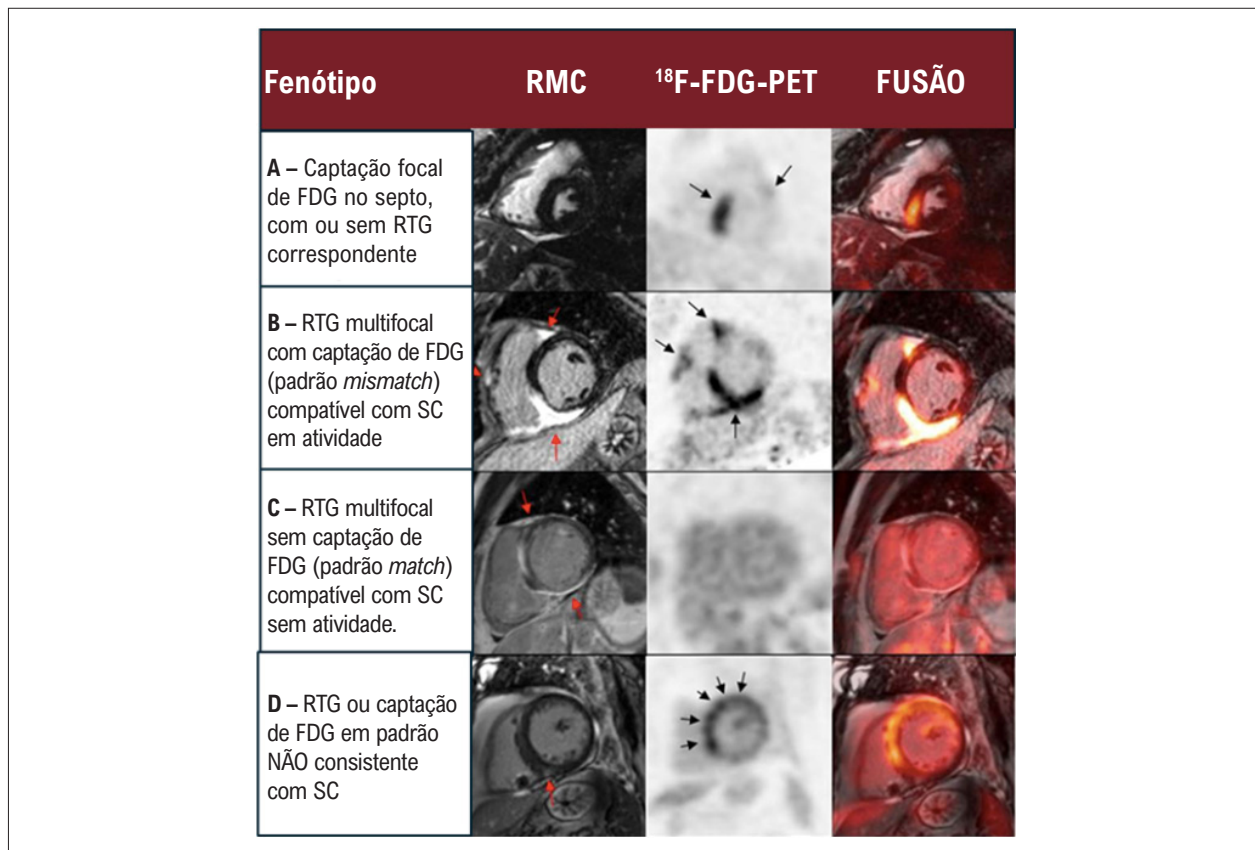 Fenótipo RMC ¹⁸F-FDG-PET FUSÃO
A – Captação focal
de FDG no septo,
com ou sem RTG
correspondente
B – RTG multifocal
com captação de FDG
(padrão mismatch)
compatível com SC
em atividade
C – RTG multifocal
sem captação de
FDG (padrão match)
compatível com SC
sem atividade.
D – RTG ou captação
de FDG em padrão
NÃO consistente
com SC